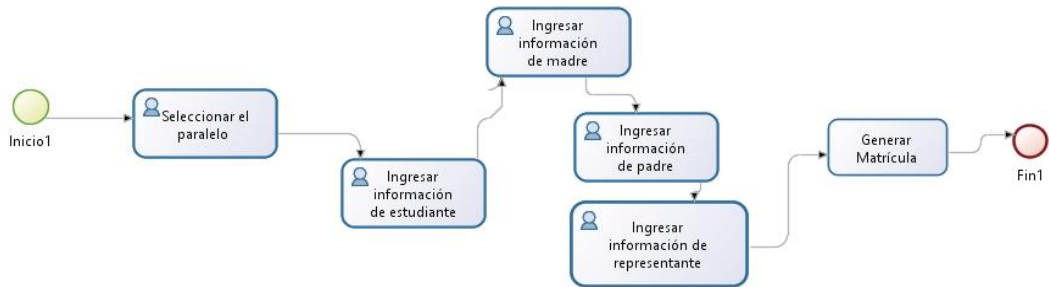 Inicio1
Seleccionar el
paralelo
Ingresar
información
de estudiante
Ingresar
información
de madre
Ingresar
información
de padre
Ingresar
información de
representante
Generar
Matrícula
Fin1